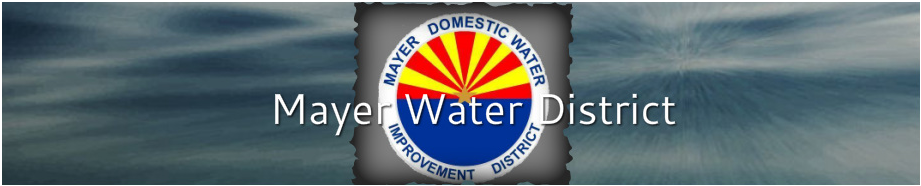 MAYER DOMESTIC WATER
Mayer Water District
IMPROVEMENT DISTRICT